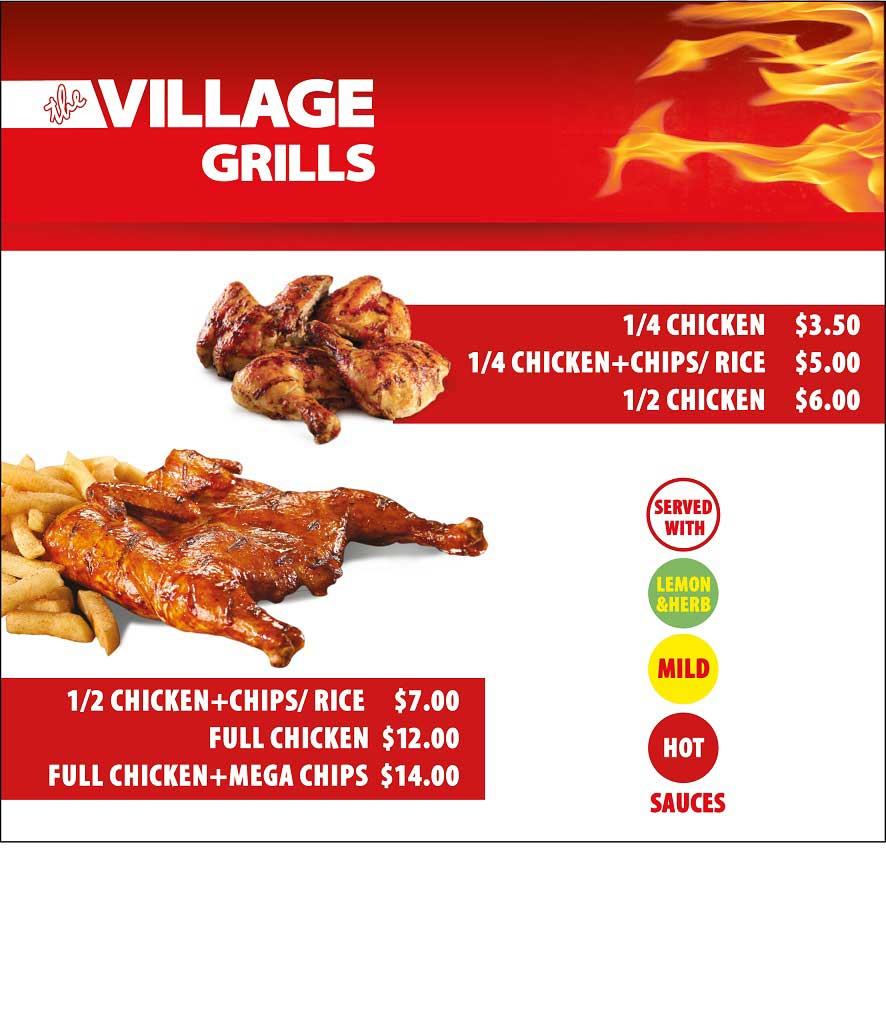 the VILLAGE
GRILLS
1/4 CHICKEN $3.50
1/4 CHICKEN+CHIPS/ RICE $5.00
1/2 CHICKEN $6.00
SERVED
WITH
LEMON
&HERB
MILD
HOT
SAUCES
1/2 CHICKEN+CHIPS/ RICE $7.00
FULL CHICKEN $12.00
FULL CHICKEN+MEGA CHIPS $14.00